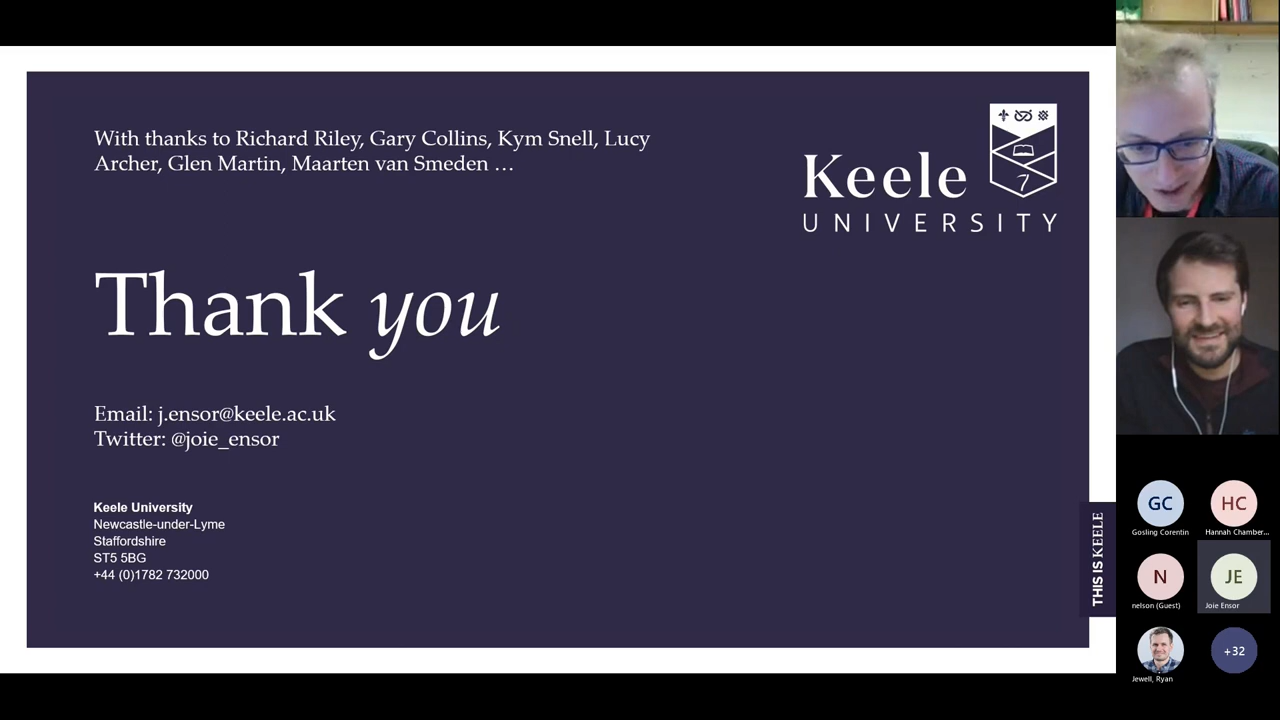 With thanks to Richard Riley, Gary Collins, Kym Snell, Lucy
Archer, Glen Martin, Maarten van Smeden …
Keele
UNIVERSITY
Thank you
Email: j.ensor@keele.ac.uk
Twitter: @joie_ensor
Keele University
Newcastle-under-Lyme
Staffordshire
ST5 5BG
+44 (0)1782 732000
THIS IS KEELE
GC
HC
Gosling Corentin
Hannah Chamber...
N
JE
nelson (Guest)
Joie Ensor
+32
Jewell, Ryan